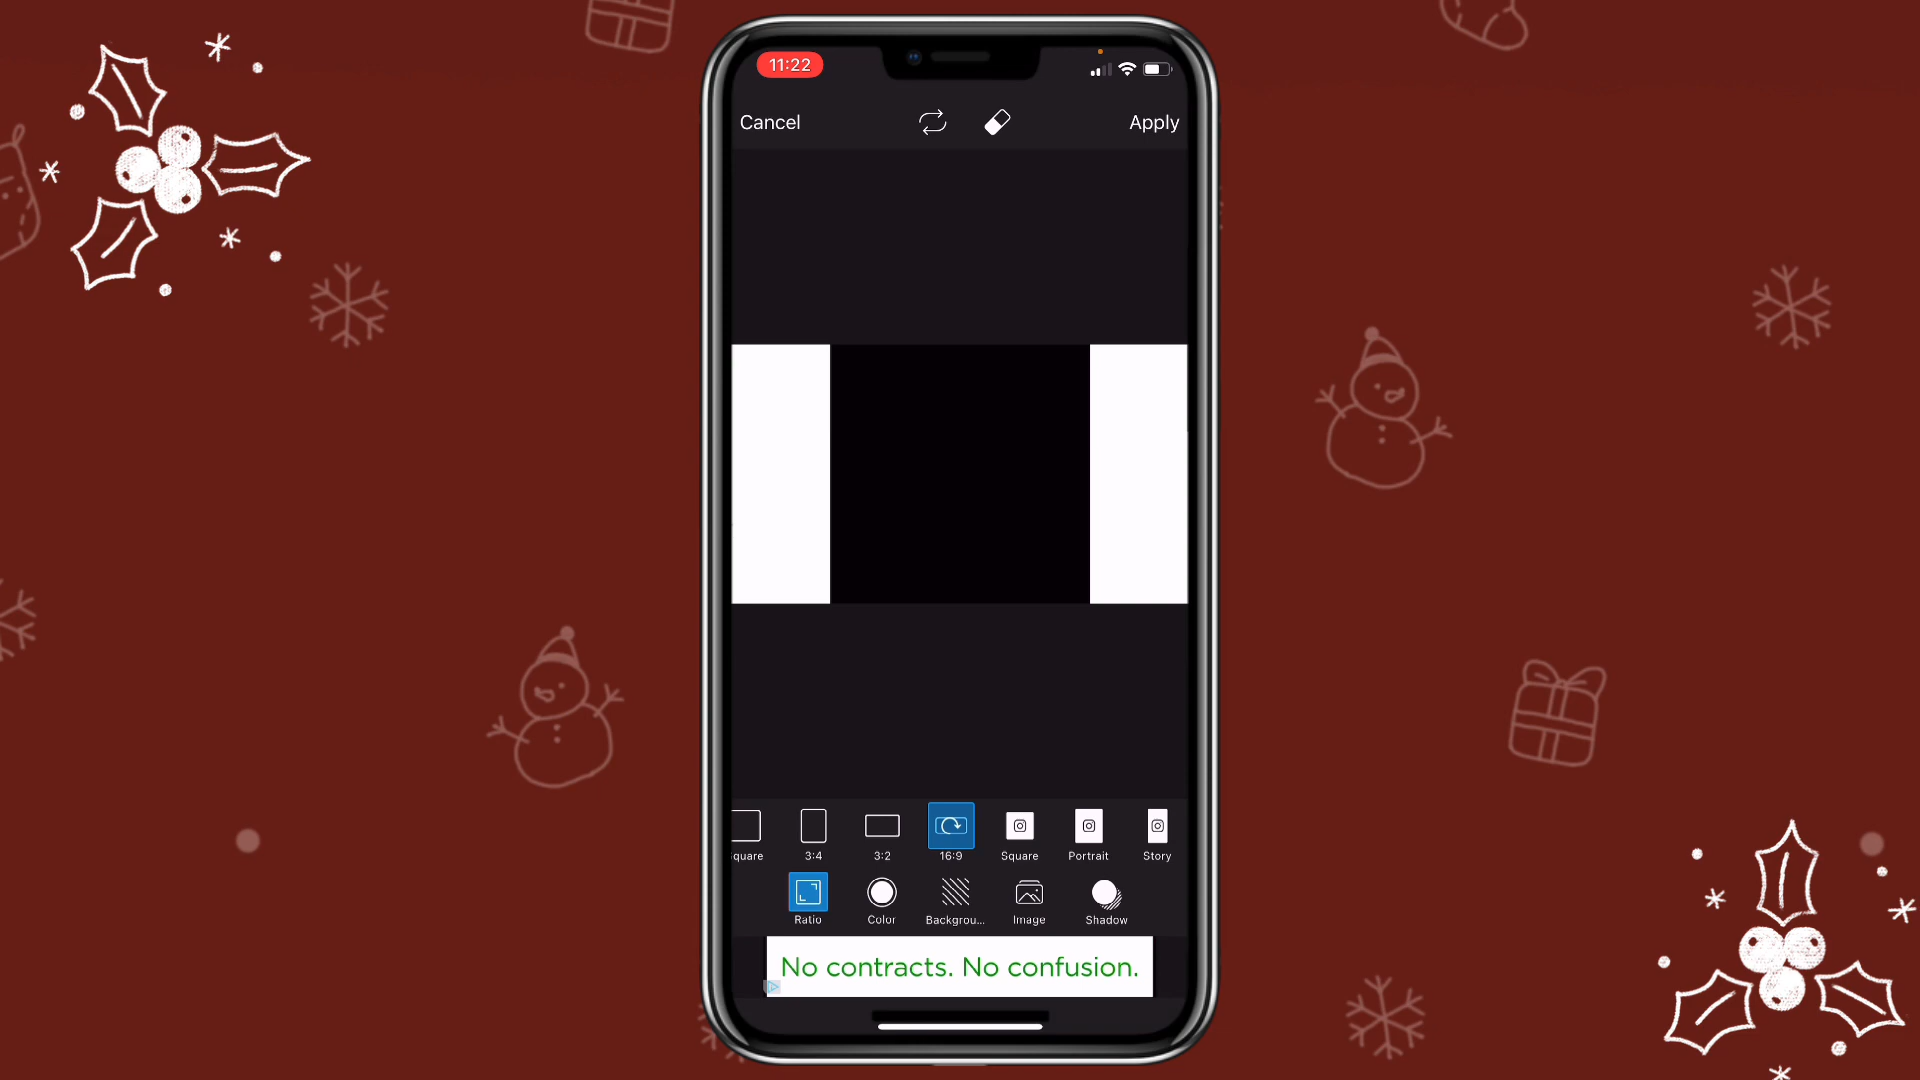 11:22
Cancel
Apply
quare
3:4
3:2
16:9
Square
Portrait
Story
Ratio
Color
Backgrou...
Image
Shadow
No contracts. No confusion.